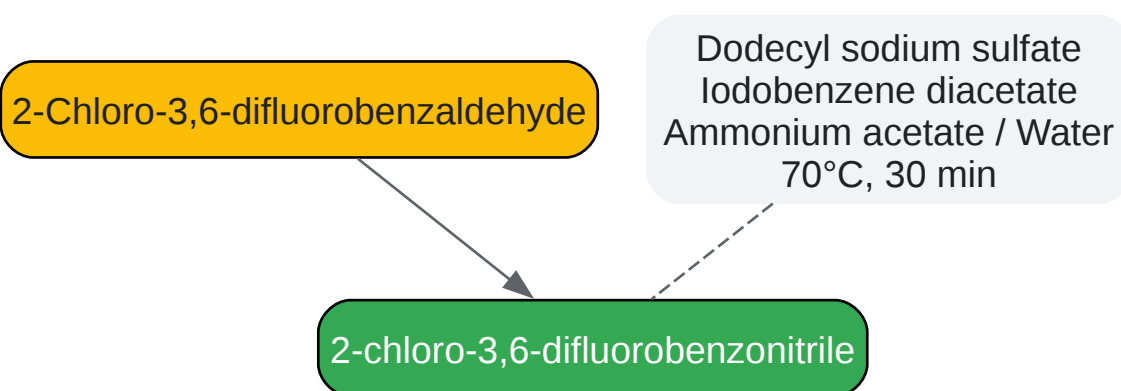 Dodecyl sodium sulfate
Iodobenzene diacetate
Ammonium acetate / Water
70°C, 30 min
2-Chloro-3,6-difluorobenzaldehyde
2-chloro-3,6-difluorobenzonitrile